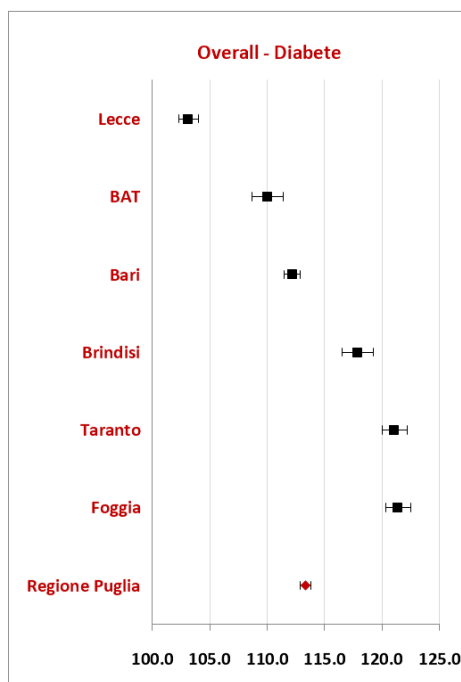 Overall - Diabete
Lecce
BAT
Bari
Brindisi
Taranto
Foggia
Regione Puglia
100.0 105.0 110.0 115.0 120.0 125.0